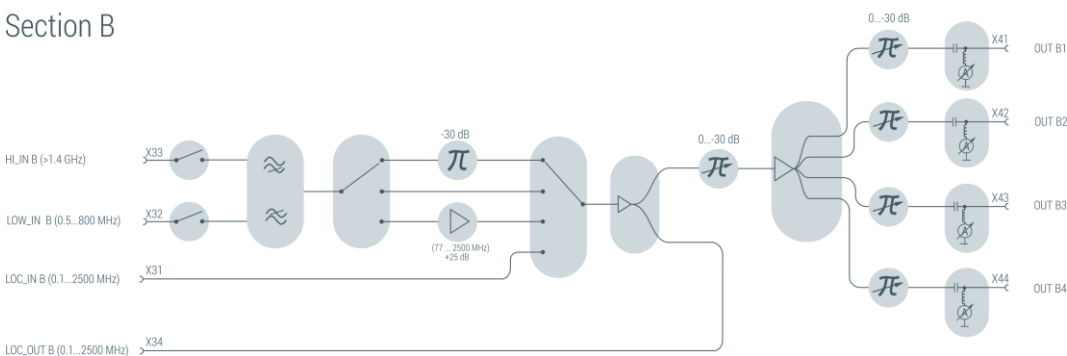 Section B
0...-30 dB
X41
OUT B1
X42
OUT B2
-30 dB
0...-30 dB
HI_IN B (>1.4 GHz)
X33
LOW_IN B (0.5...800 MHz)
X32
X43
OUT B3
(77 ... 2500 MHz)
+25 dB
LOC_IN B (0.1...2500 MHz)
X31
X44
OUT B4
LOC_OUT B (0.1...2500 MHz)
X34
π
π
π
π
π
π
A
A
A
A